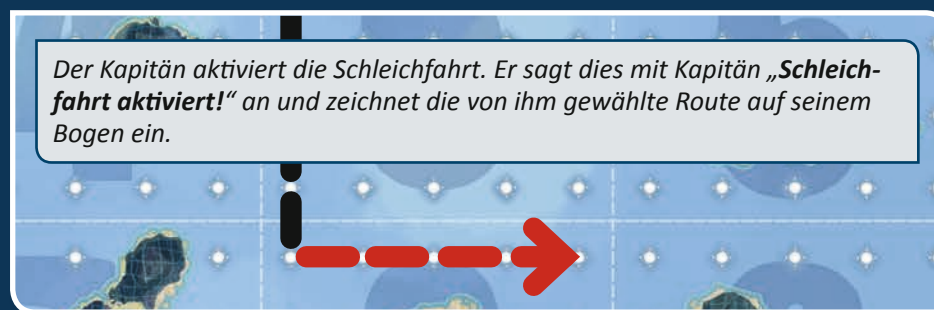 Der Kapitän aktiviert die Schleichfahrt. Er sagt dies mit Kapitän „Schleich-
fahrt aktiviert!“ an und zeichnet die von ihm gewählte Route auf seinem
Bogen ein.